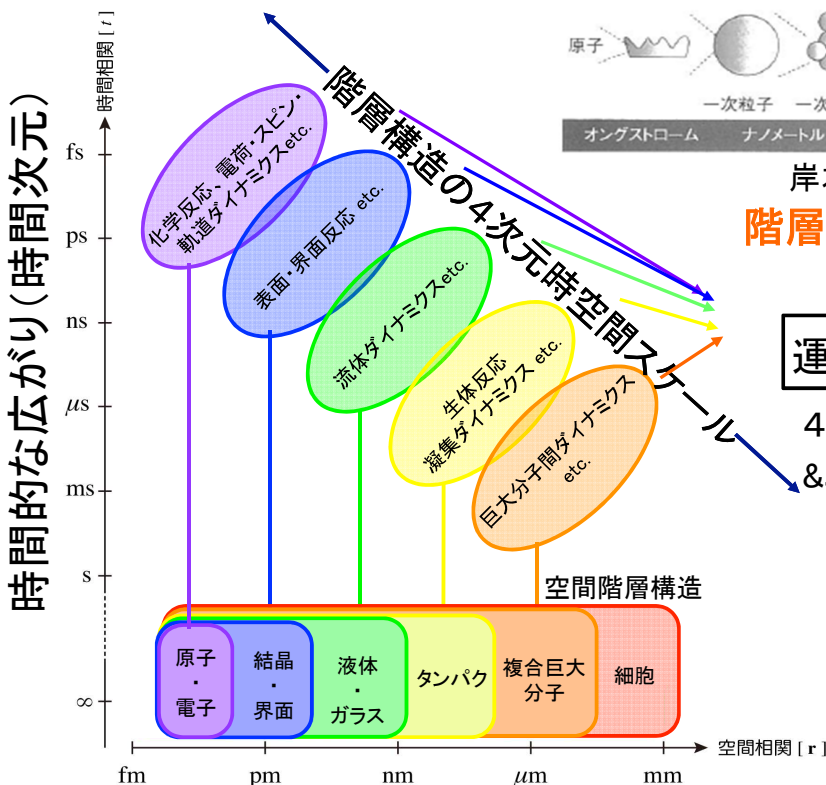 時間的な広がり(時間次元)
時間相関 [ t ]
fs
ps
ns
μs
ms
s
∞
化学反応、電荷・スピン・
軌道ダイナミクスetc.
表面・界面反応 etc.
流体ダイナミクスetc.
生体反応
凝集ダイナミクス etc.
巨大分子間ダイナミクス
etc.
階層構造の４次元時空間スケール
原子
一次粒子
オングストローム
ナノメートル
階層
運
４
空間階層構造
原子
・
電子
結晶
・
界面
液体
・
ガラス
タンパク
複合巨大
分子
細胞
fm
pm
nm
μm
mm
空間相関 [ r ]